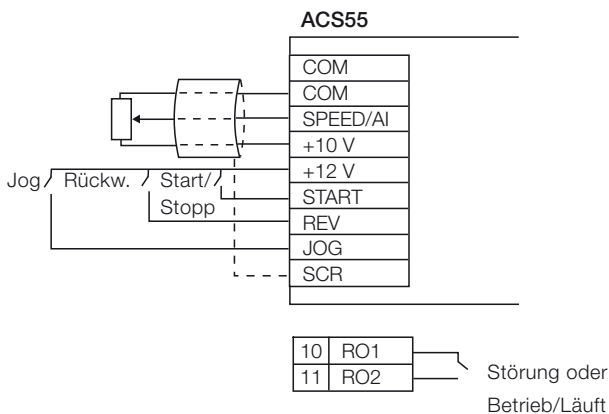 ACS55
COM
COM
SPEED/AI
+10 V
+12 V
Jog Rückw. Start/
Stopp
START
REV
JOG
SCR
10 RO1
11 RO2
Störung oder
Betrieb/Läuft